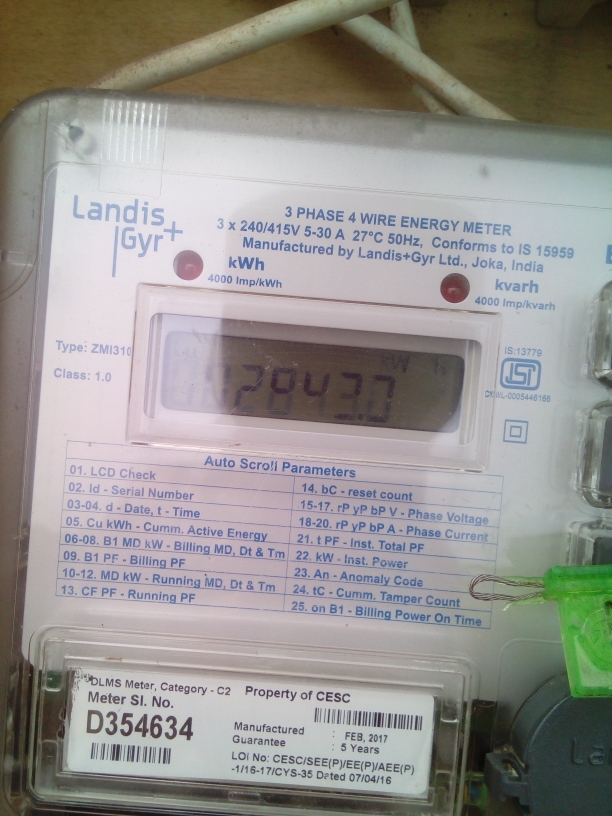 Landis
Gyr+
3 PHASE 4 WIRE ENERGY METER
3 x 240/415V 5-30 A 27°C 50Hz, Conforms to IS 15959
Manufactured by Landis+Gyr Ltd., Joka, India
kWh
4000 Imp/kWh
kvarh
4000 Imp/kvarh
Type: ZMI310
Class: 1.0
2843.0
kW
IS:13779
ISI
Auto Scroll Parameters
01. LCD Check
02. Id - Serial Number
03-04. d - Date, t - Time
05. Cu kWh - Cumm. Active Energy
06-08. B1 MD kW - Billing MD, Dt & Tm
09. B1 PF - Billing PF
10-12. MD kW - Running MD, Dt & Tm
13. CF PF - Running PF
14. bC - reset count
15-17. rP yP bP V - Phase Voltage
18-20. rP yP bP A - Phase Current
21. t PF - Inst. Total PF
22. kW - Inst. Power
23. An - Anomaly Code
24. tC - Cumm. Tamper Count
25. on B1 - Billing Power On Time
DLMS Meter, Category - C2 Property of CESC
Meter Sl. No.
D354634
Manufactured : FEB, 2017
Guarantee : 5 Years
LOI No: CESC/SEE(P)/EE(P)/AEE(P)
-1/16-17/CYS-35 Dated 07/04/16